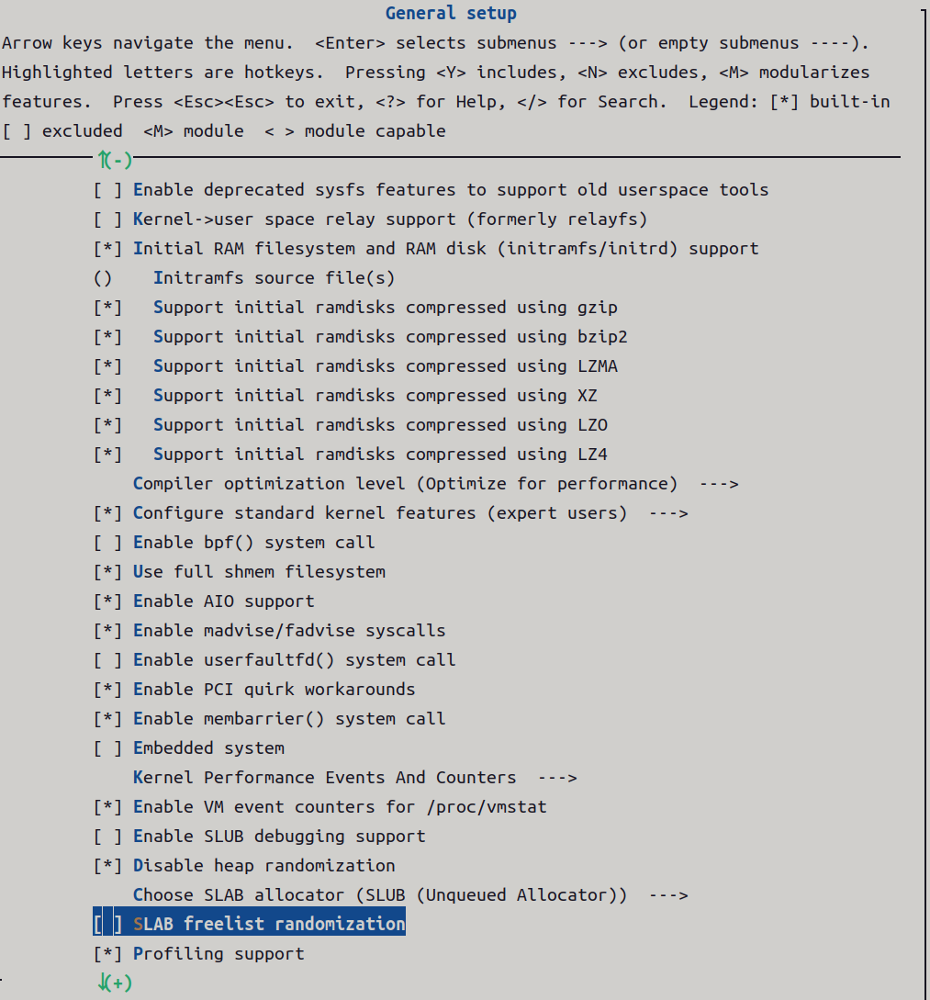 General setup
Arrow keys navigate the menu.  <Enter> selects submenus ---> (or empty submenus ----).
Highlighted letters are hotkeys.  Pressing <Y> includes, <N> excludes, <M> modularizes
features.  Press <Esc><Esc> to exit, <?> for Help, </> for Search.  Legend: [*] built-in
[ ] excluded  <M> module  < > module capable
↑(-)
[ ] Enable deprecated sysfs features to support old userspace tools
[ ] Kernel->user space relay support (formerly relayfs)
[*] Initial RAM filesystem and RAM disk (initramfs/initrd) support
()    Initramfs source file(s)
[*]   Support initial ramdisks compressed using gzip
[*]   Support initial ramdisks compressed using bzip2
[*]   Support initial ramdisks compressed using LZMA
[*]   Support initial ramdisks compressed using XZ
[*]   Support initial ramdisks compressed using LZO
[*]   Support initial ramdisks compressed using LZ4
Compiler optimization level (Optimize for performance)  --->
[*] Configure standard kernel features (expert users)  --->
[ ] Enable bpf() system call
[*] Use full shmem filesystem
[*] Enable AIO support
[*] Enable madvise/fadvise syscalls
[ ] Enable userfaultfd() system call
[*] Enable PCI quirk workarounds
[*] Enable membarrier() system call
[ ] Embedded system
Kernel Performance Events And Counters  --->
[*] Enable VM event counters for /proc/vmstat
[ ] Enable SLUB debugging support
[*] Disable heap randomization
Choose SLAB allocator (SLUB (Unqueued Allocator))  --->
[ ] SLAB freelist randomization
[*] Profiling support
↓(+)